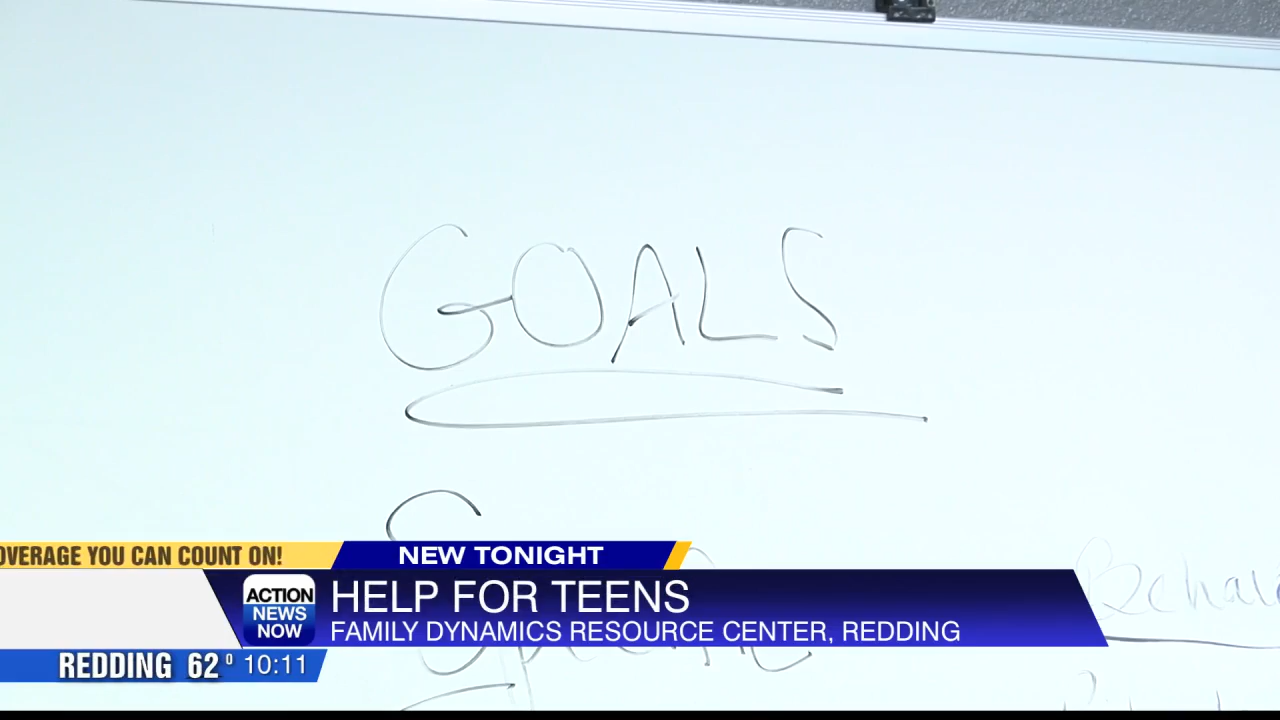 GOALS
OVERAGE YOU CAN COUNT ON!
NEW TONIGHT
ACTION
NEWS
NOW
HELP FOR TEENS
FAMILY DYNAMICS RESOURCE CENTER, REDDING
REDDING 62° 10:11